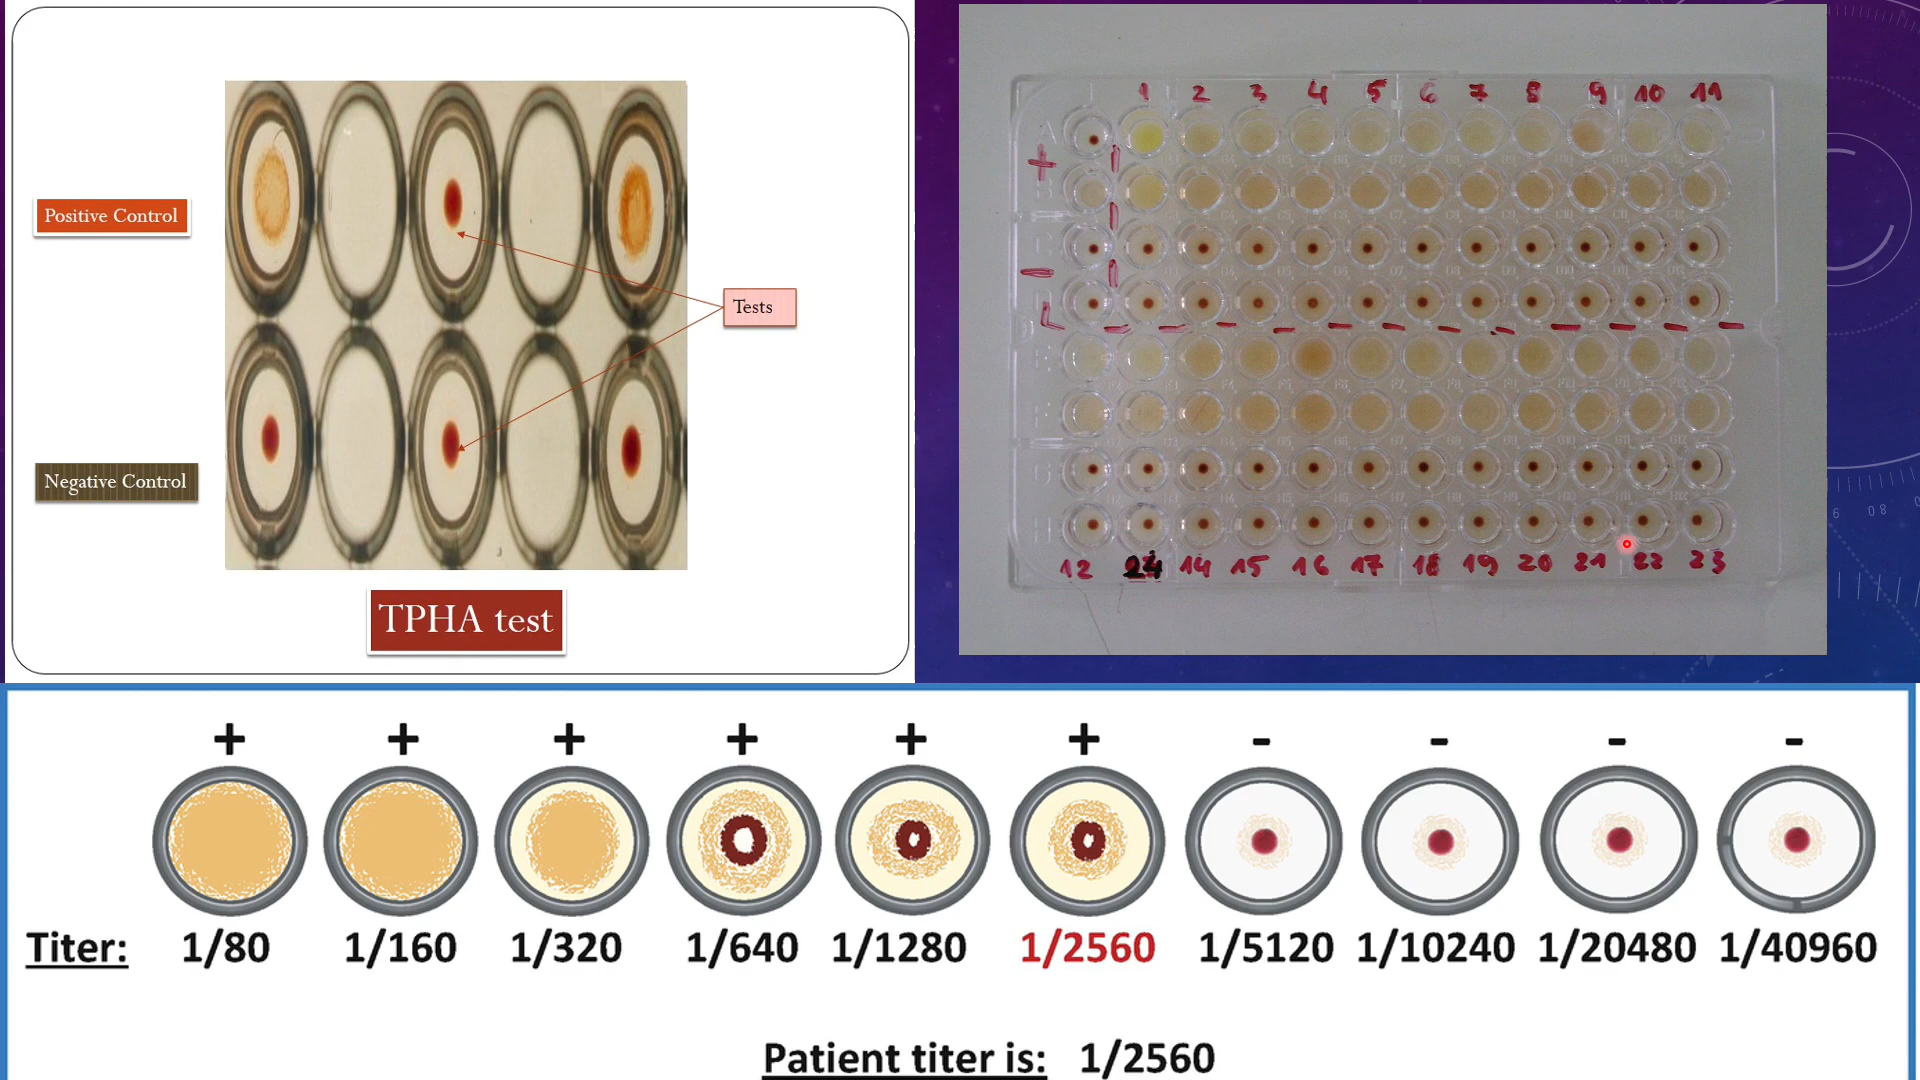 Positive Control
Tests
Negative Control
TPHA test
1 2 3 4 5 6 7 8 9 10 11
+
-
12 24 14 15 16 17 18 19 20 21 22 23
+ + + + + + - - - -
Titer: 1/80 1/160 1/320 1/640 1/1280 1/2560 1/5120 1/10240 1/20480 1/40960
Patient titer is: 1/2560